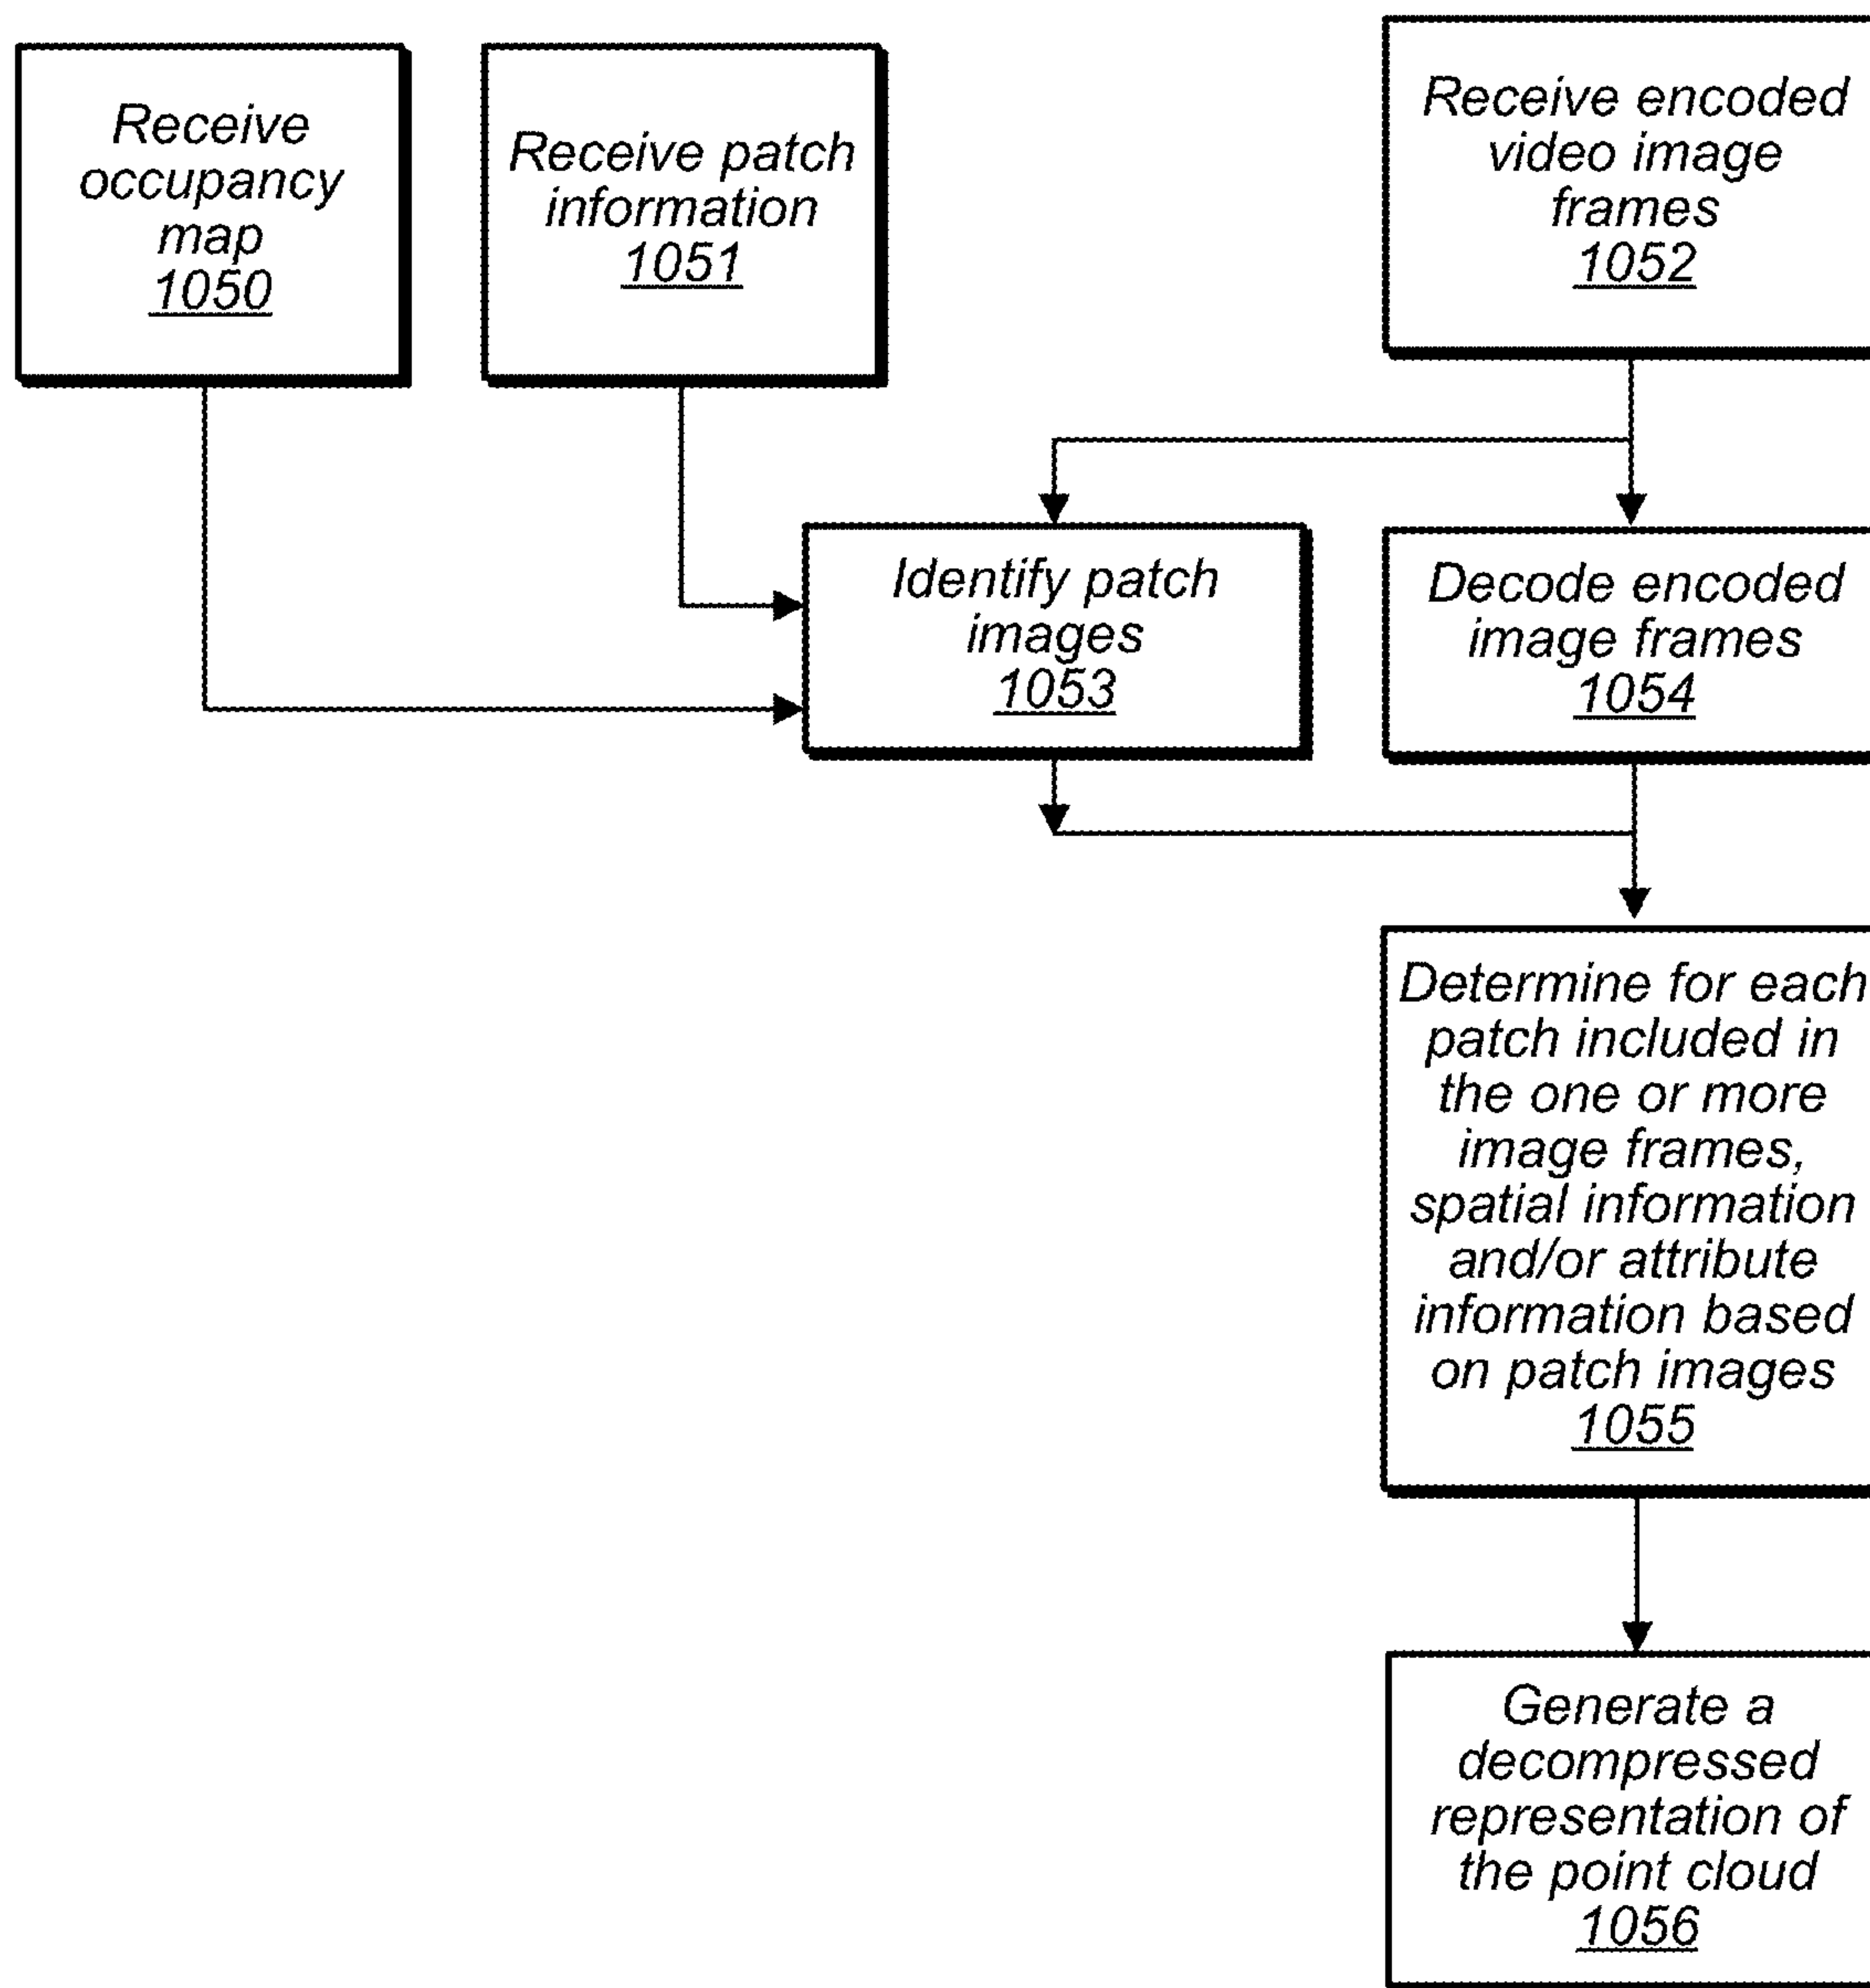 Receive
occupancy
map
1050
Receive patch
information
1051
Receive encoded
video image
frames
1052
Identify patch
images
1053
Decode encoded
image frames
1054
Determine for each
patch included in
the one or more
image frames,
spatial information
and/or attribute
information based
on patch images
1055
Generate a
decompressed
representation of
the point cloud
1056